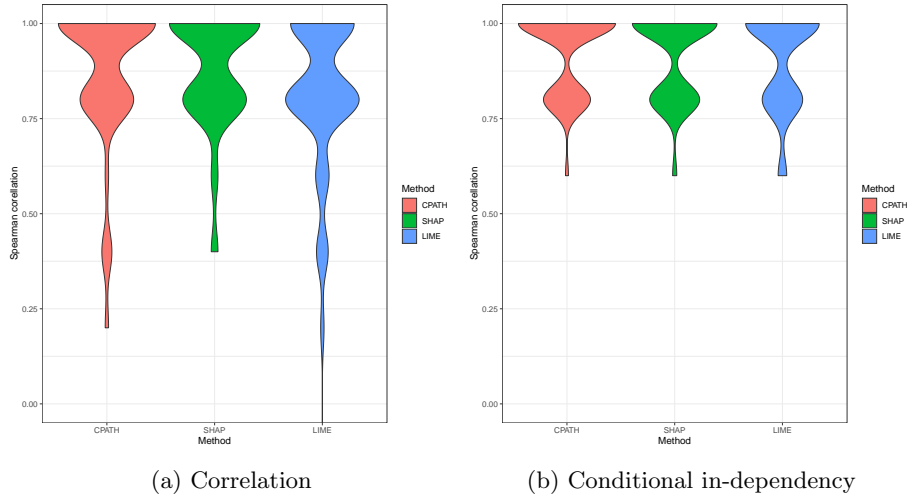 1.00
0.75
0.50
0.25
0.00
Spearman corellation
CPATH
SHAP
LIME
Method
Method
CPATH
SHAP
LIME
(a) Correlation
1.00
0.75
0.50
0.25
0.00
Spearman corellation
CPATH
SHAP
LIME
Method
Method
CPATH
SHAP
LIME
(b) Conditional in-dependency